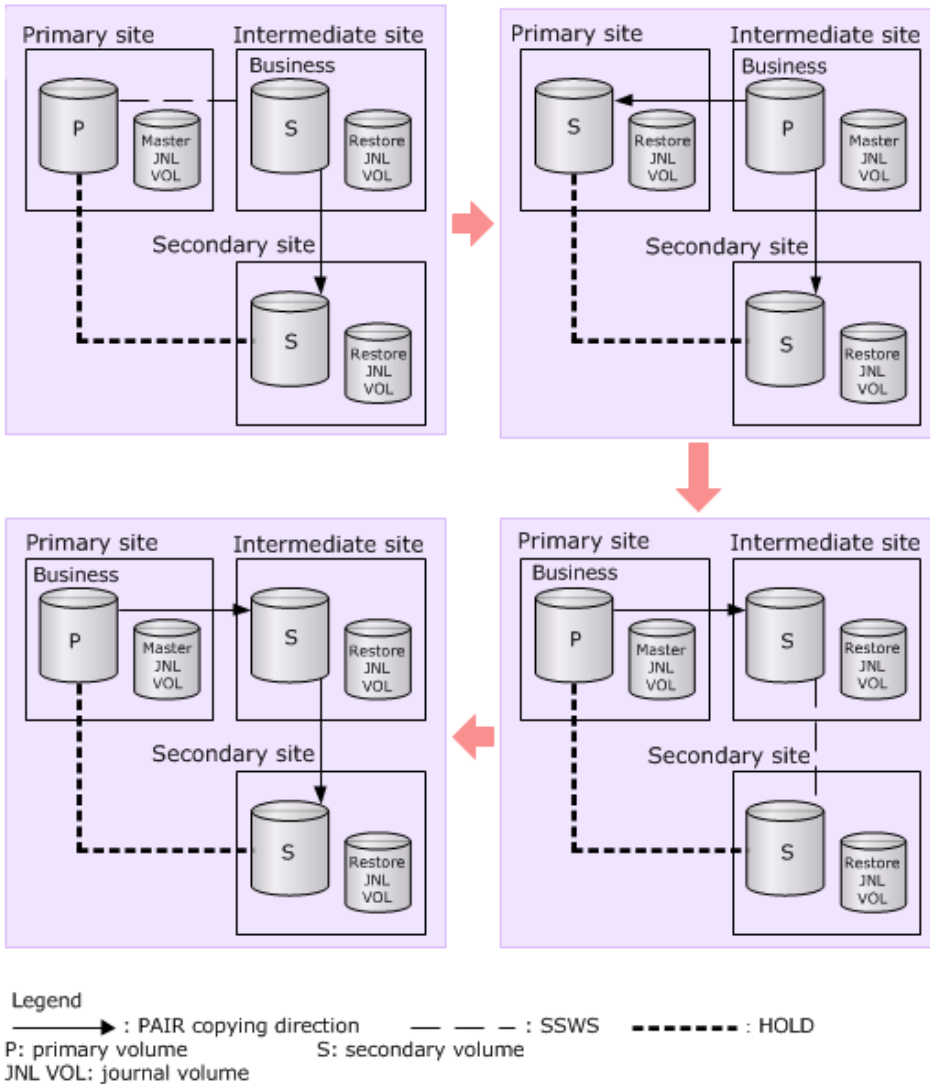 Primary site
Intermediate site
Business
P
Master
JNL
VOL
S
Restore
JNL
VOL
Secondary site
S
Restore
JNL
VOL
Primary site
Intermediate site
Business
S
Restore
JNL
VOL
P
Master
JNL
VOL
Secondary site
S
Restore
JNL
VOL
Primary site
Intermediate site
Business
P
Master
JNL
VOL
S
Restore
JNL
VOL
Secondary site
S
Restore
JNL
VOL
Primary site
Intermediate site
Business
P
Master
JNL
VOL
S
Restore
JNL
VOL
Secondary site
S
Restore
JNL
VOL
Legend
: PAIR copying direction : SSWS : HOLD
P: primary volume S: secondary volume
JNL VOL: journal volume